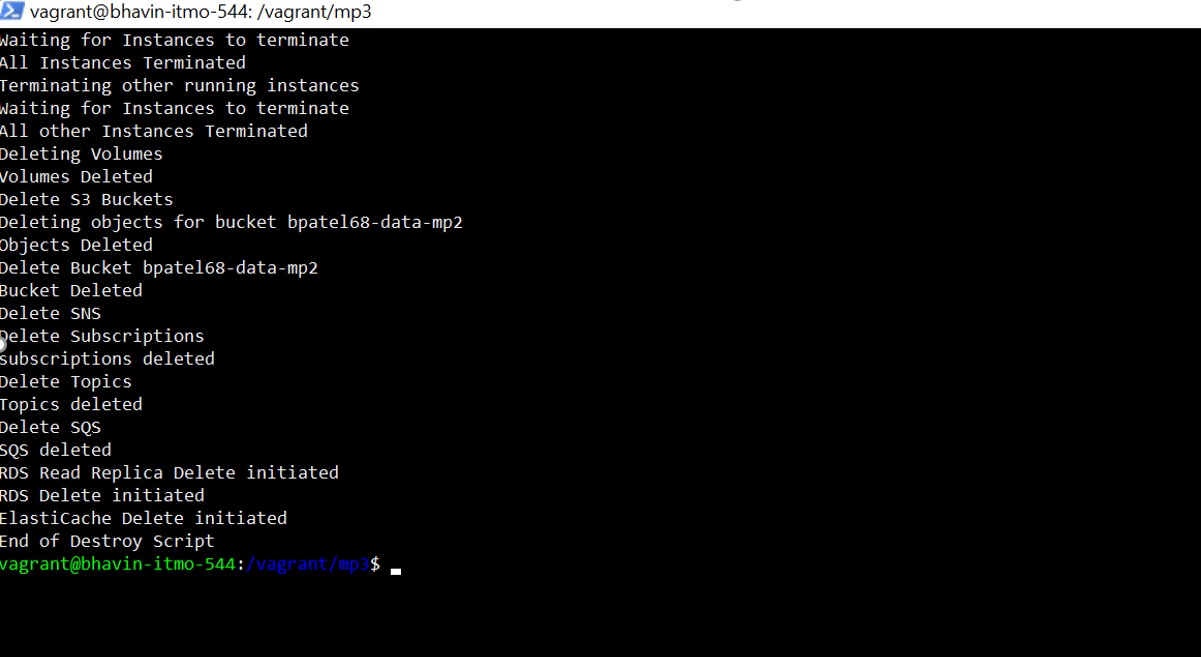 vagrant@bhavin-itmo-544: /vagrant/mp3
Waiting for Instances to terminate
All Instances Terminated
Terminating other running instances
Waiting for Instances to terminate
All other Instances Terminated
Deleting Volumes
Volumes Deleted
Delete S3 Buckets
Deleting objects for bucket bpatel68-data-mp2
Objects Deleted
Delete Bucket bpatel68-data-mp2
Bucket Deleted
Delete SNS
Delete Subscriptions
subscriptions deleted
Delete Topics
Topics deleted
Delete SQS
SQS deleted
RDS Read Replica Delete initiated
RDS Delete initiated
ElastiCache Delete initiated
End of Destroy Script
vagrant@bhavin-itmo-544:/vagrant/mp3$